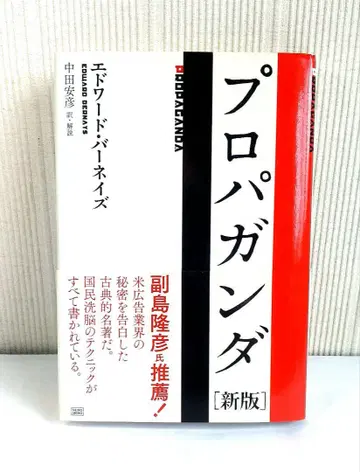 プロパガンダ
[新版]
PROPAGANDA
エドワード・バーネイズ
EDWARD BERNAYS
中田安彦 訳・解説
副島隆彦氏推薦！
米広告業界の
秘密を告白した
古典的名著だ。
国民洗脳のテクニックが
すべて書かれている。